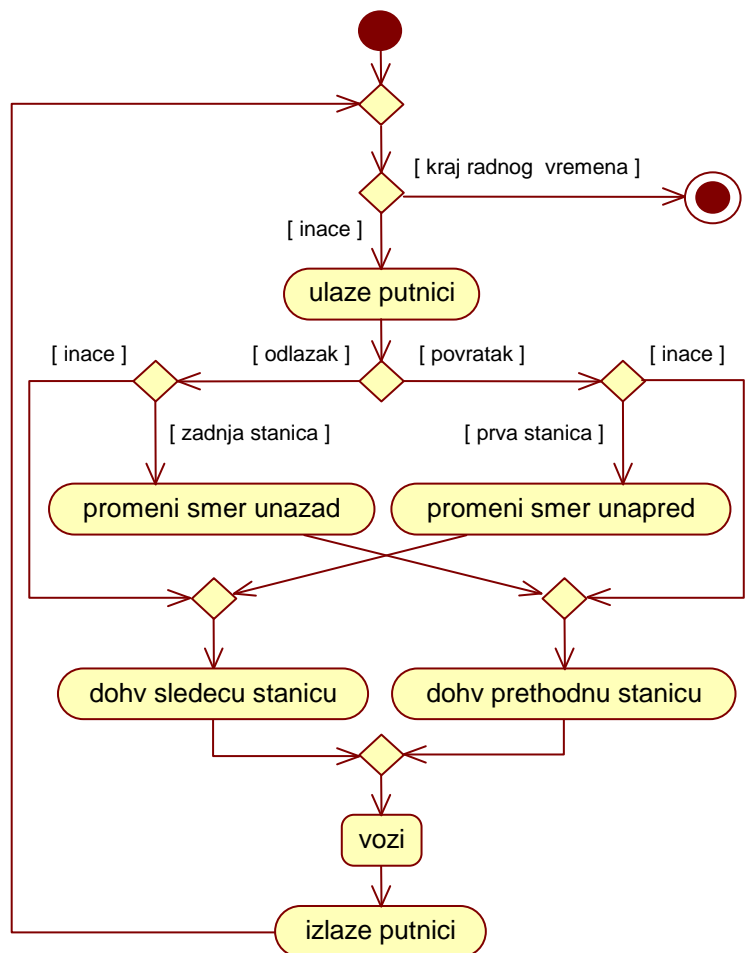 [ kraj radnog vremena ]
[ inace ]
ulaze putnici
[ inace ]
[ odlazak ]
[ povratak ]
[ inace ]
[ zadnja stanica ]
[ prva stanica ]
promeni smer unazad
promeni smer unapred
dohv sledecu stanicu
dohv prethodnu stanicu
vozi
izlaze putnici